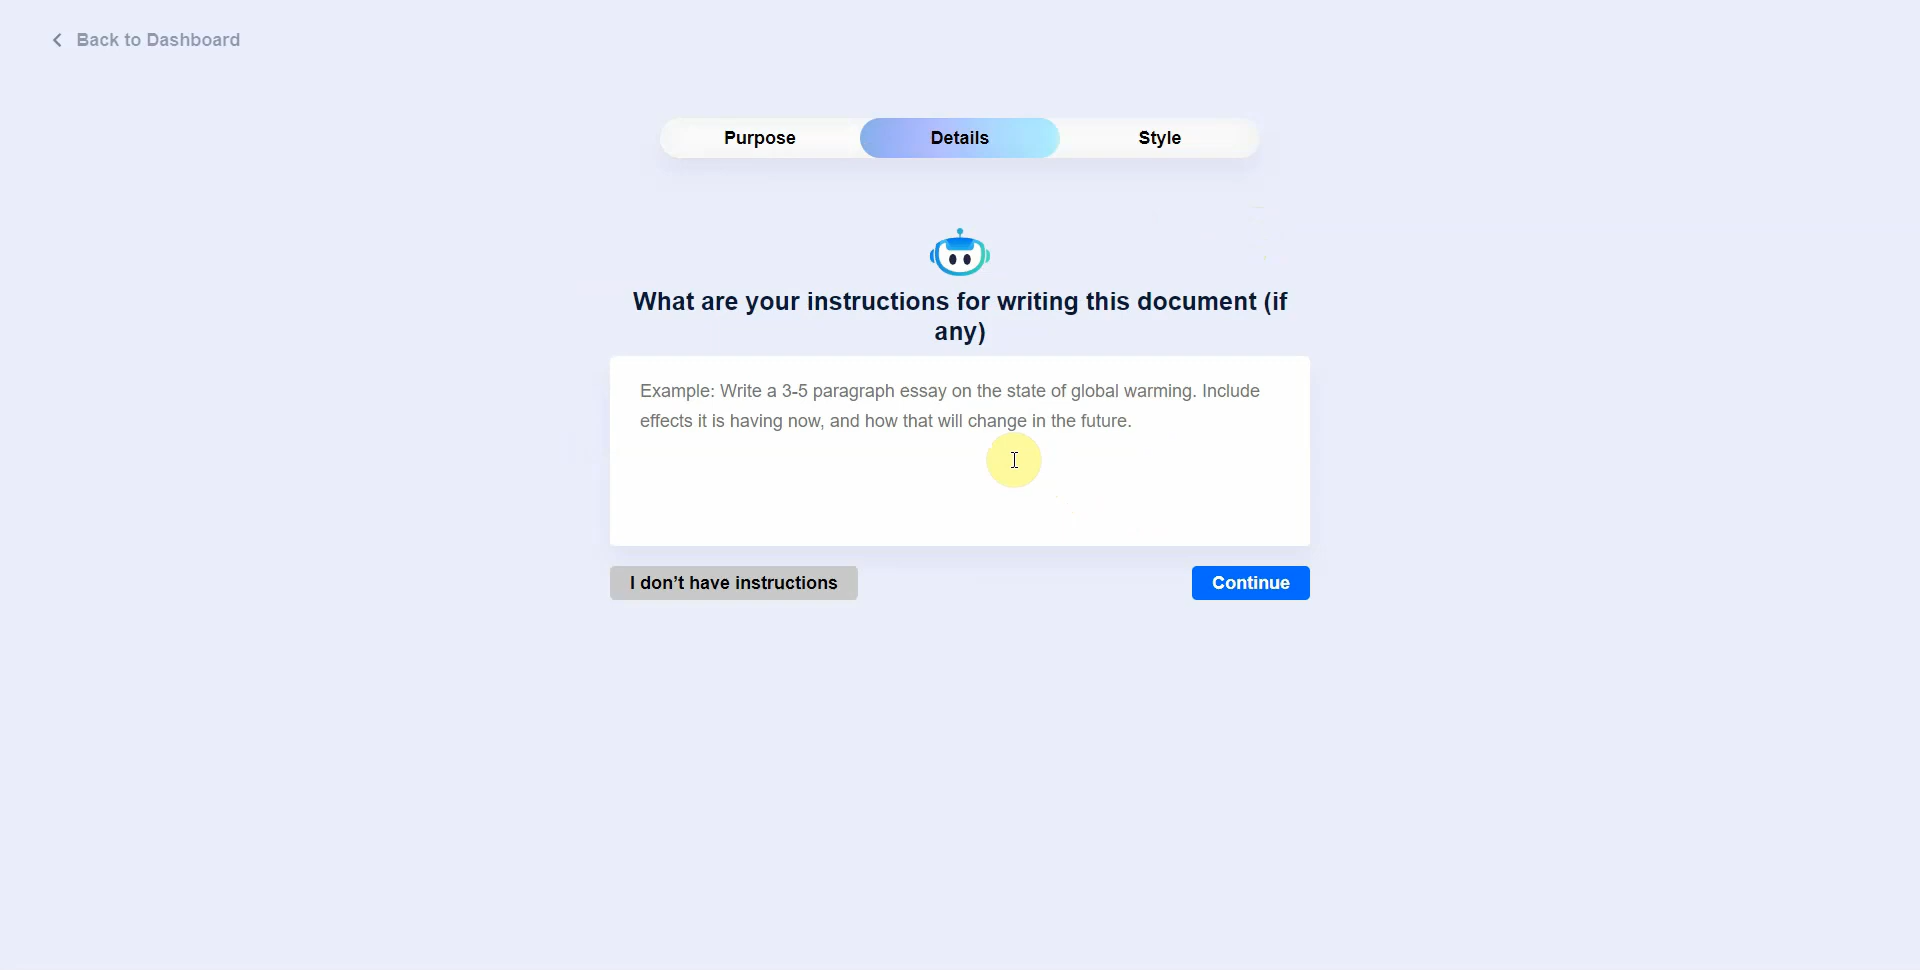 Back to Dashboard
Purpose
Details
Style
What are your instructions for writing this document (if
any)
Example: Write a 3-5 paragraph essay on the state of global warming. Include
effects it is having now, and how that will change in the future.
I don’t have instructions
Continue